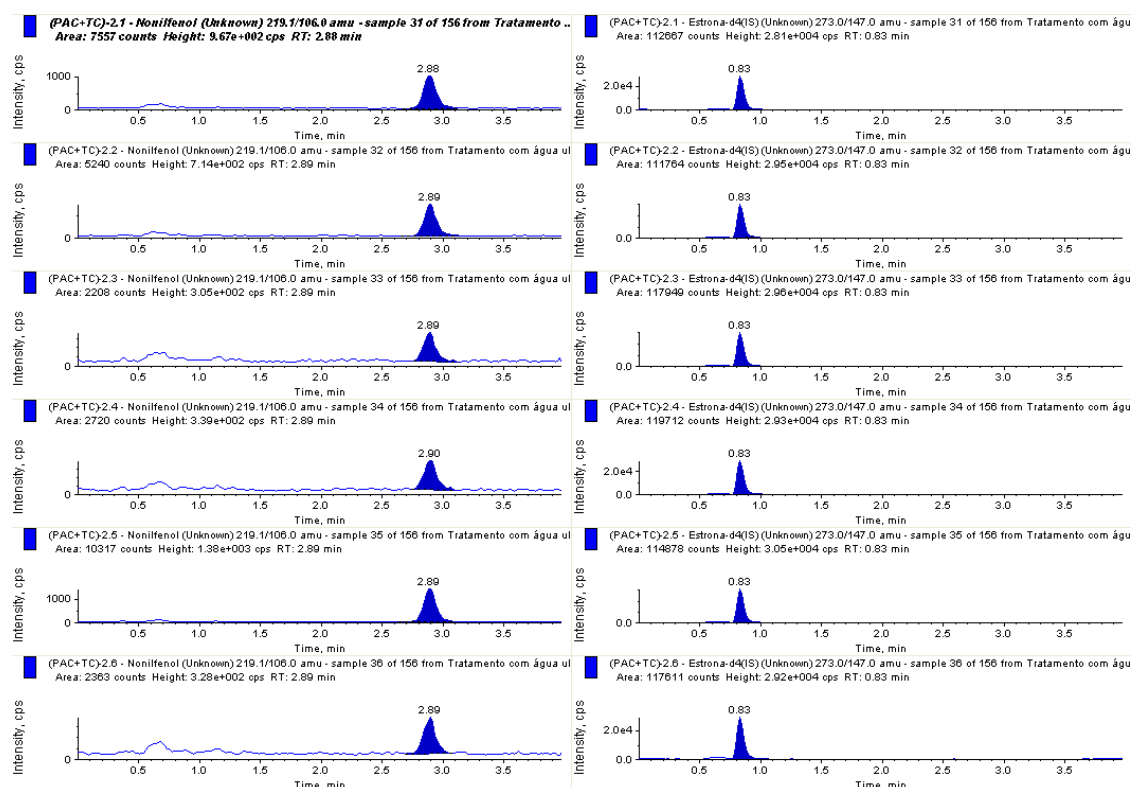 (PAC+TC)-2.1 - Nonilfenol (Unknown) 219.1/106.0 amu - sample 31 of 156 from Tratamento ...
Area: 7557 counts Height: 9.67e+002 cps RT: 2.88 min
Intensity, cps
1000
0
2.88
0.5 1.0 1.5 2.0 2.5 3.0 3.5
Time, min
(PAC+TC)-2.1 - Estrona-d4(IS) (Unknown) 273.0/147.0 amu - sample 31 of 156 from Tratamento com águ
Area: 112667 counts Height: 2.81e+004 cps RT: 0.83 min
Intensity, cps
2.0e4
0.0
0.83
0.5 1.0 1.5 2.0 2.5 3.0 3.5
Time, min
(PAC+TC)-2.2 - Nonilfenol (Unknown) 219.1/106.0 amu - sample 32 of 156 from Tratamento com água ul
Area: 5240 counts Height: 7.14e+002 cps RT: 2.89 min
Intensity, cps
0
2.89
0.5 1.0 1.5 2.0 2.5 3.0 3.5
Time, min
(PAC+TC)-2.2 - Estrona-d4(IS) (Unknown) 273.0/147.0 amu - sample 32 of 156 from Tratamento com águ
Area: 111764 counts Height: 2.95e+004 cps RT: 0.83 min
Intensity, cps
0.0
0.83
0.5 1.0 1.5 2.0 2.5 3.0 3.5
Time, min
(PAC+TC)-2.3 - Nonilfenol (Unknown) 219.1/106.0 amu - sample 33 of 156 from Tratamento com água ul
Area: 2208 counts Height: 3.05e+002 cps RT: 2.89 min
Intensity, cps
0
2.89
0.5 1.0 1.5 2.0 2.5 3.0 3.5
Time, min
(PAC+TC)-2.3 - Estrona-d4(IS) (Unknown) 273.0/147.0 amu - sample 33 of 156 from Tratamento com águ
Area: 117949 counts Height: 2.96e+004 cps RT: 0.83 min
Intensity, cps
0.0
0.83
0.5 1.0 1.5 2.0 2.5 3.0 3.5
Time, min
(PAC+TC)-2.4 - Nonilfenol (Unknown) 219.1/106.0 amu - sample 34 of 156 from Tratamento com água ul
Area: 2720 counts Height: 3.39e+002 cps RT: 2.89 min
Intensity, cps
0
2.90
0.5 1.0 1.5 2.0 2.5 3.0 3.5
Time, min
(PAC+TC)-2.4 - Estrona-d4(IS) (Unknown) 273.0/147.0 amu - sample 34 of 156 from Tratamento com águ
Area: 119712 counts Height: 2.93e+004 cps RT: 0.83 min
Intensity, cps
2.0e4
0.0
0.83
0.5 1.0 1.5 2.0 2.5 3.0 3.5
Time, min
(PAC+TC)-2.5 - Nonilfenol (Unknown) 219.1/106.0 amu - sample 35 of 156 from Tratamento com água ul
Area: 10317 counts Height: 1.38e+003 cps RT: 2.89 min
Intensity, cps
1000
0
2.89
0.5 1.0 1.5 2.0 2.5 3.0 3.5
Time, min
(PAC+TC)-2.5 - Estrona-d4(IS) (Unknown) 273.0/147.0 amu - sample 35 of 156 from Tratamento com águ
Area: 114878 counts Height: 3.05e+004 cps RT: 0.83 min
Intensity, cps
0.0
0.83
0.5 1.0 1.5 2.0 2.5 3.0 3.5
Time, min
(PAC+TC)-2.6 - Nonilfenol (Unknown) 219.1/106.0 amu - sample 36 of 156 from Tratamento com água ul
Area: 2363 counts Height: 3.28e+002 cps RT: 2.89 min
Intensity, cps
0
2.89
0.5 1.0 1.5 2.0 2.5 3.0 3.5
Time, min
(PAC+TC)-2.6 - Estrona-d4(IS) (Unknown) 273.0/147.0 amu - sample 36 of 156 from Tratamento com águ
Area: 117611 counts Height: 2.92e+004 cps RT: 0.83 min
Intensity, cps
2.0e4
0.0
0.83
0.5 1.0 1.5 2.0 2.5 3.0 3.5
Time, min